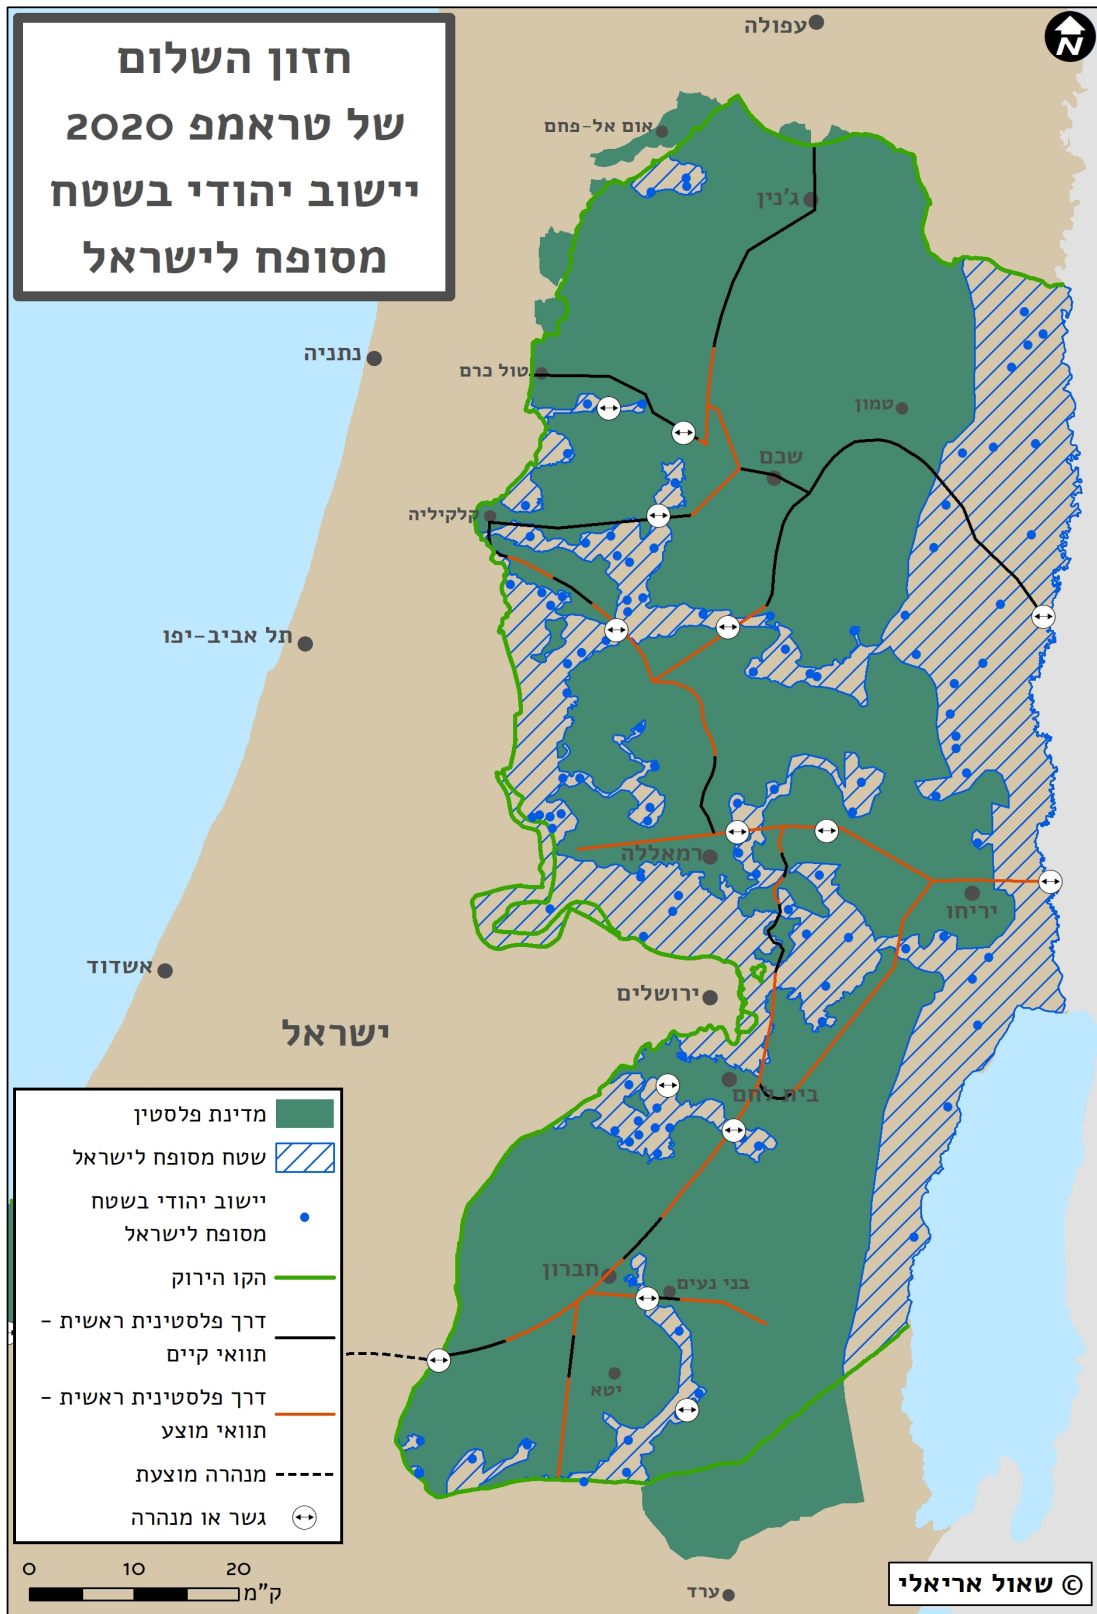 חזון השלום
של טראמפ 2020
יישוב יהודי בשטח
מסופח לישראל
N
עפולה
אום אל-פחם
ג'נין
נתניה
טול כרם
טמון
שכם
קלקיליה
תל אביב-יפו
רמאללה
יריחו
אשדוד
ירושלים
ישראל
בית לחם
חברון
בני נעים
יטא
ערד
מדינת פלסטין
שטח מסופח לישראל
יישוב יהודי בשטח
מסופח לישראל
הקו הירוק
דרך פלסטינית ראשית -
תוואי קיים
דרך פלסטינית ראשית -
תוואי מוצע
מנהרה מוצעת
גשר או מנהרה
0 10 20
ק"מ
© שאול אריאלי